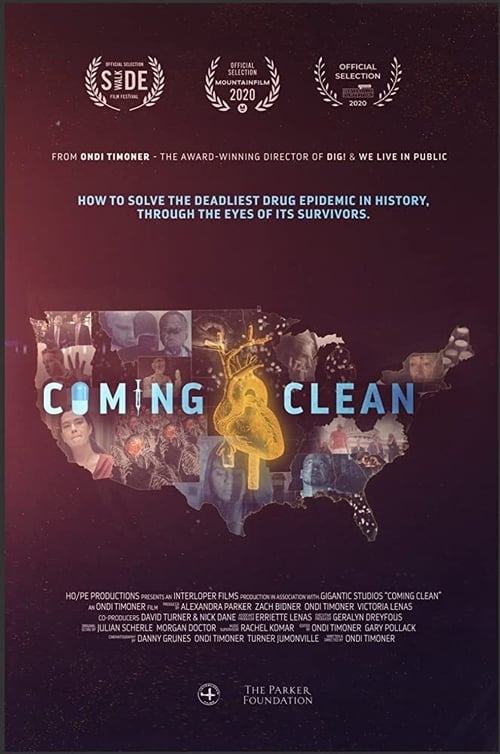 OFFICIAL SELECTION
SIDE
WALK
FILM FESTIVAL
OFFICIAL
SELECTION
MOUNTAINFILM
2020
OFFICIAL
SELECTION
2020
FROM ONDI TIMONER - THE AWARD-WINNING DIRECTOR OF DIG! & WE LIVE IN PUBLIC
HOW TO SOLVE THE DEADLIEST DRUG EPIDEMIC IN HISTORY,
THROUGH THE EYES OF ITS SURVIVORS.
COMING CLEAN
HO/PE PRODUCTIONS PRESENTS AN INTERLOPER FILMS PRODUCTION IN ASSOCIATION WITH GIGANTIC STUDIOS "COMING CLEAN"
AN ONDI TIMONER FILM PRODUCED BY ALEXANDRA PARKER ZACH BIDNER ONDI TIMONER VICTORIA LENAS
CO-PRODUCERS DAVID TURNER & NICK DANE ERRIETTE LENAS GERALYN DREYFOUS
JULIAN SCHERLE MORGAN DOCTOR RACHEL KOMAR ONDI TIMONER GARY POLLACK
CINEMATOGRAPHY DANNY GRUNES ONDI TIMONER TURNER JUMONVILLE ONDI TIMONER
THE PARKER
FOUNDATION